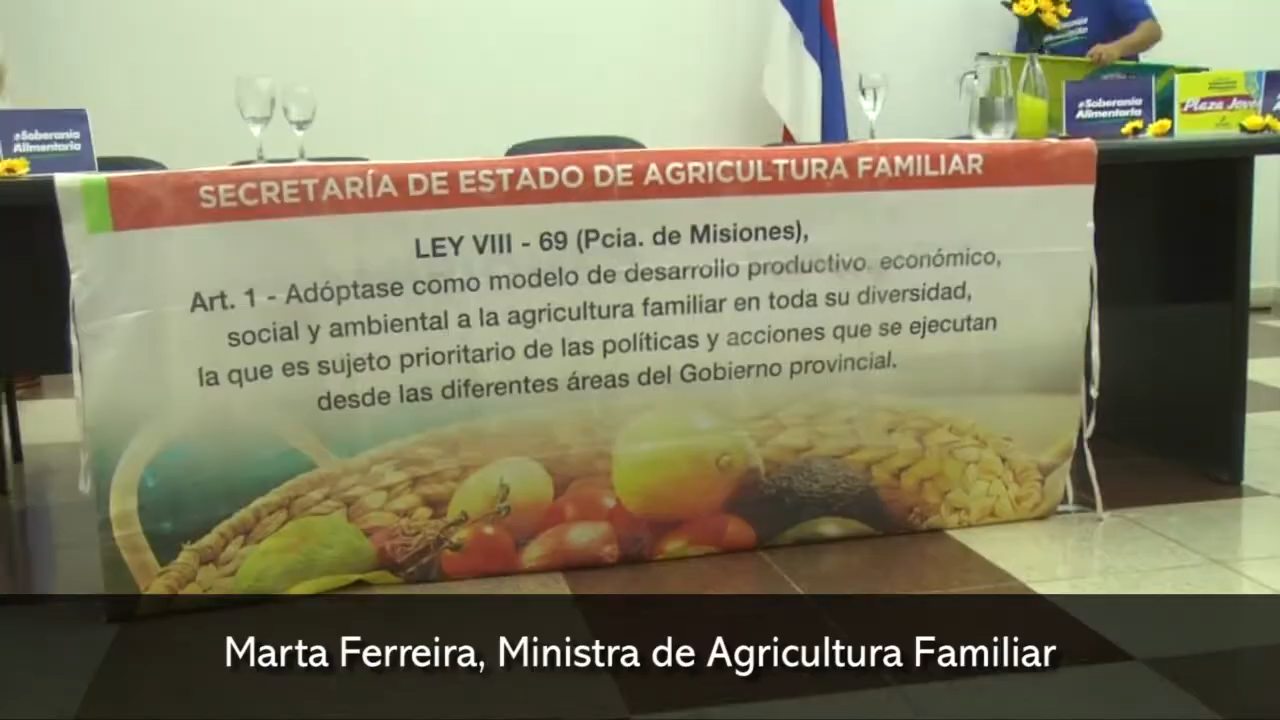 #Soberanía
Alimentaria
#Soberanía
Alimentaria
Plaza
SECRETARÍA DE ESTADO DE AGRICULTURA FAMILIAR
LEY VIII - 69 (Pcia. de Misiones),
Art. 1 - Adóptase como modelo de desarrollo productivo, económico,
social y ambiental a la agricultura familiar en toda su diversidad,
la que es sujeto prioritario de las políticas y acciones que se ejecutan
desde las diferentes áreas del Gobierno provincial.
Marta Ferreira, Ministra de Agricultura Familiar